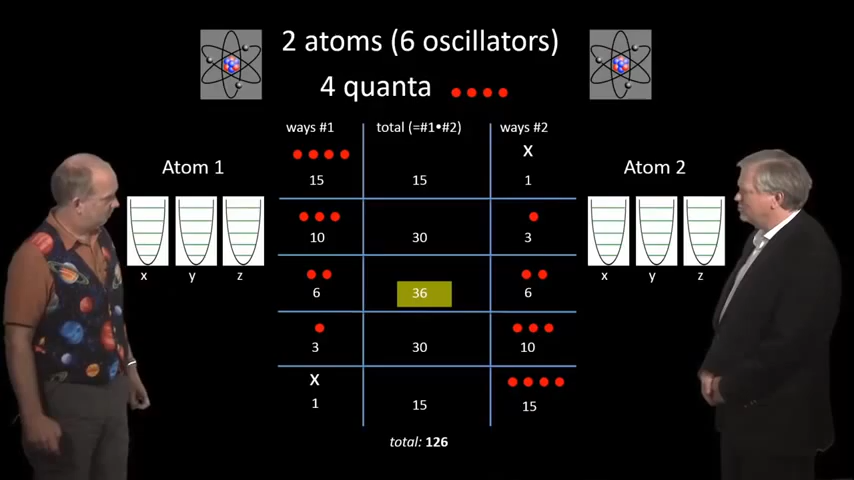 2 atoms (6 oscillators)
4 quanta
ways #1 total (=#1•#2) ways #2
X
15 15 1
10 30 3
6 36 6
3 30 10
X
1 15 15
total: 126
Atom 1
x y z
Atom 2
x y z